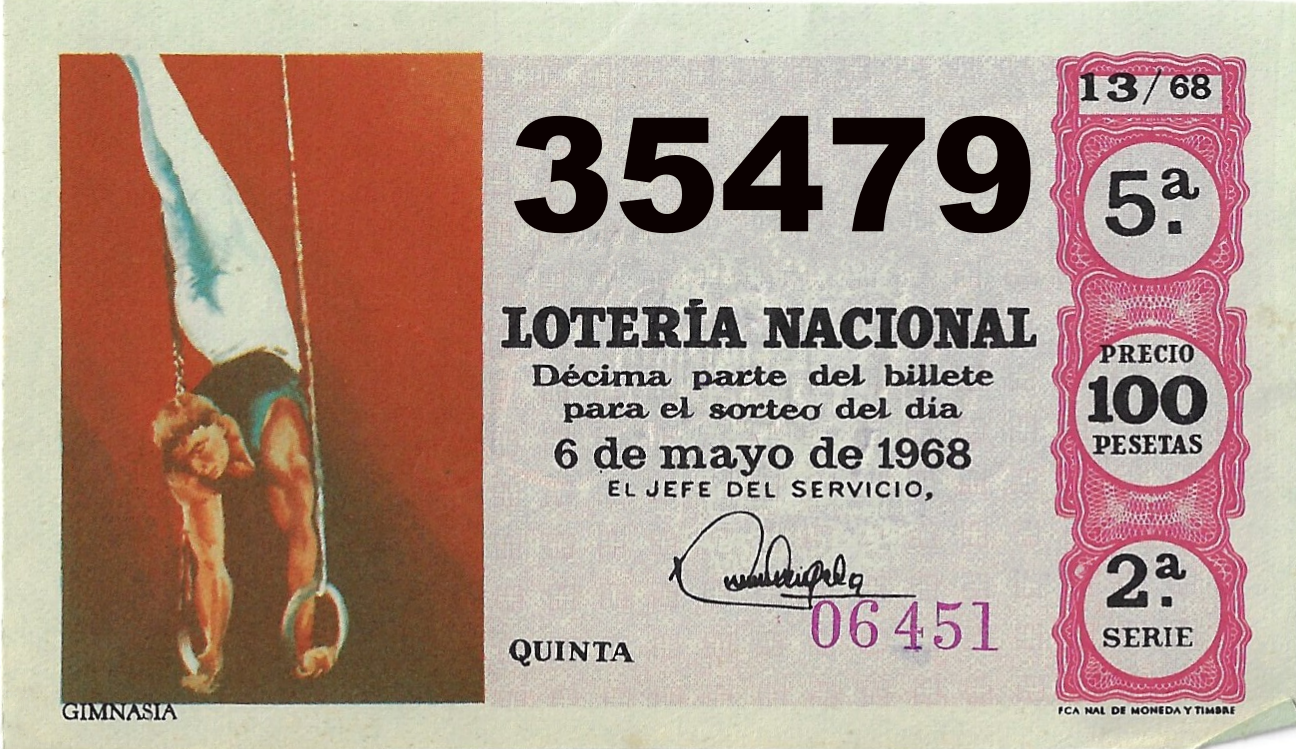 GIMNASIA
35479
LOTERÍA NACIONAL
Décima parte del billete
para el sorteo del día
6 de mayo de 1968
EL JEFE DEL SERVICIO,
06451
QUINTA
13/68
5.ª
PRECIO
100
PESETAS
2.ª
SERIE
FCA NAL DE MONEDA Y TIMBRE